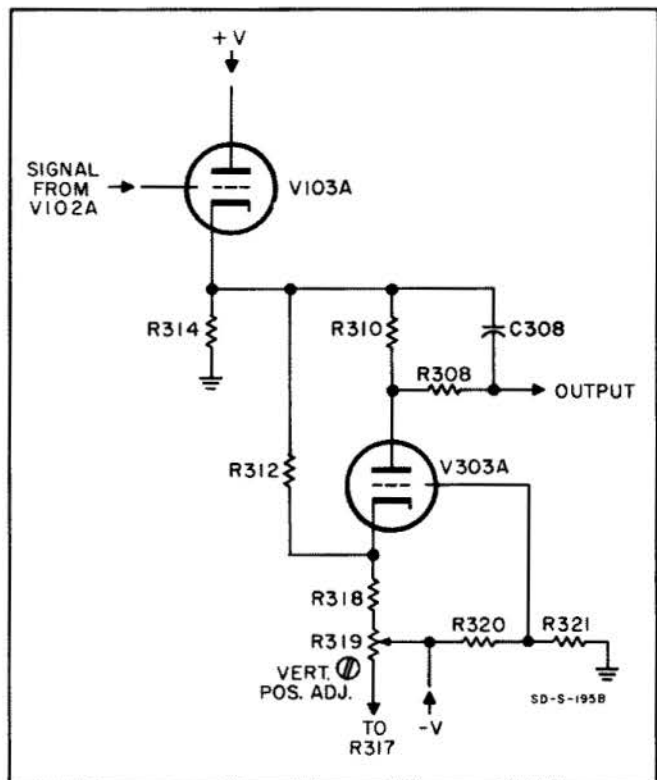 +V
SIGNAL
FROM
V102A
V103A
R314
R310
C308
R308
OUTPUT
V303A
R312
R318
R319
R320
R321
VERT.
POS. ADJ.
SD-S-195B
TO
R317
-V